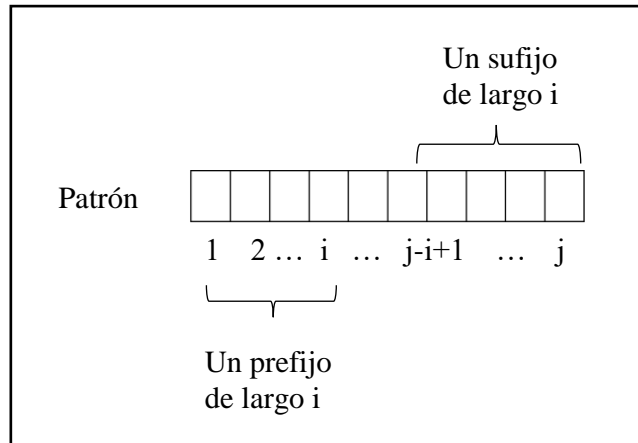 Un sufijo
de largo i
Patrón
1 2 … i … j-i+1 … j
Un prefijo
de largo i